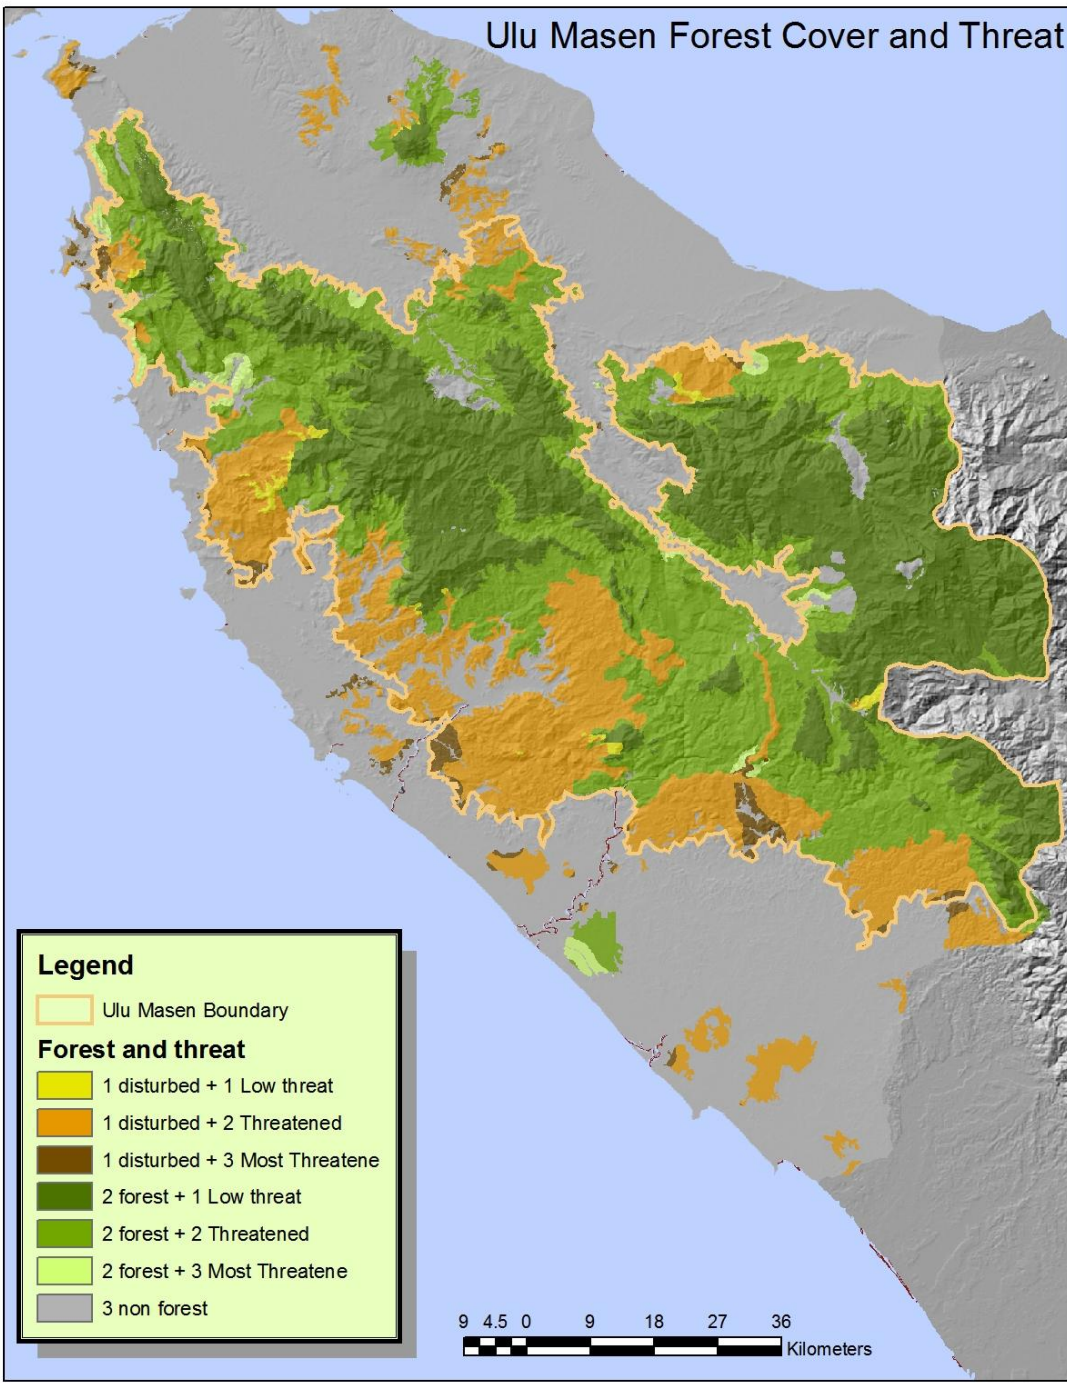 Ulu Masen Forest Cover and Threat
Legend
Ulu Masen Boundary
Forest and threat
1 disturbed + 1 Low threat
1 disturbed + 2 Threatened
1 disturbed + 3 Most Threatene
2 forest + 1 Low threat
2 forest + 2 Threatened
2 forest + 3 Most Threatene
3 non forest
9 4.5 0 9 18 27 36
Kilometers